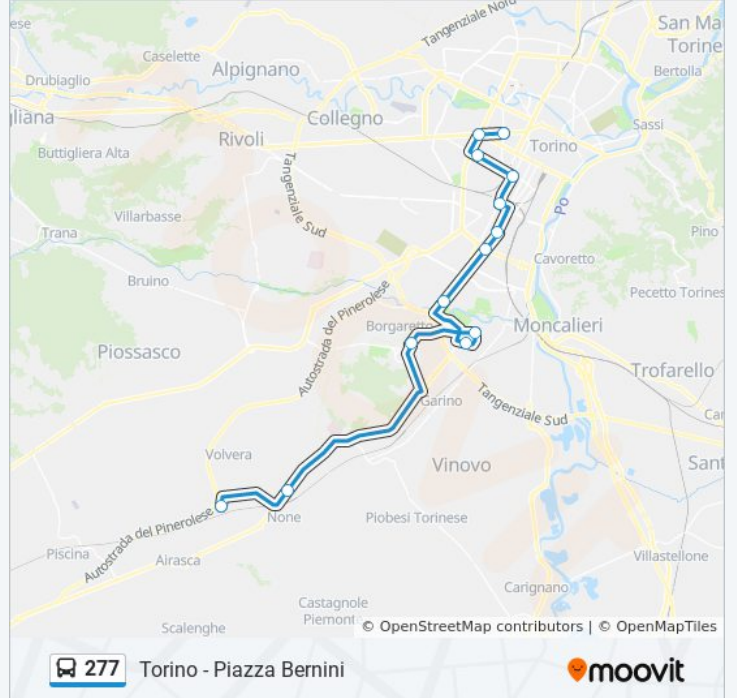 ese
Tangenziale Nord
San Ma
Torine
Caselette
Bertolla
Drubiaglio
Alpignano
gliana
Collegno
Sassi
Rivoli
Torino
Buttigliera Alta
Tangenziale Sud
Po
Villarbasse
Trana
Pino
Cavoretto
Bruino
Pecetto Torines
Autostrada del Pinerolese
Borgaretto
Moncalieri
Piossasco
Trofarello
Tangenziale Sud
Garino
Car
Volvera
Vinovo
Sant
Autostrada del Pinerolese
None
Piobesi Torinese
Piscina
Airasca
Villastellone
Carignano
Castagnole
Piemont
Scalenghe
© OpenStreetMap contributors | © OpenMapTiles
277 Torino - Piazza Bernini
moovit